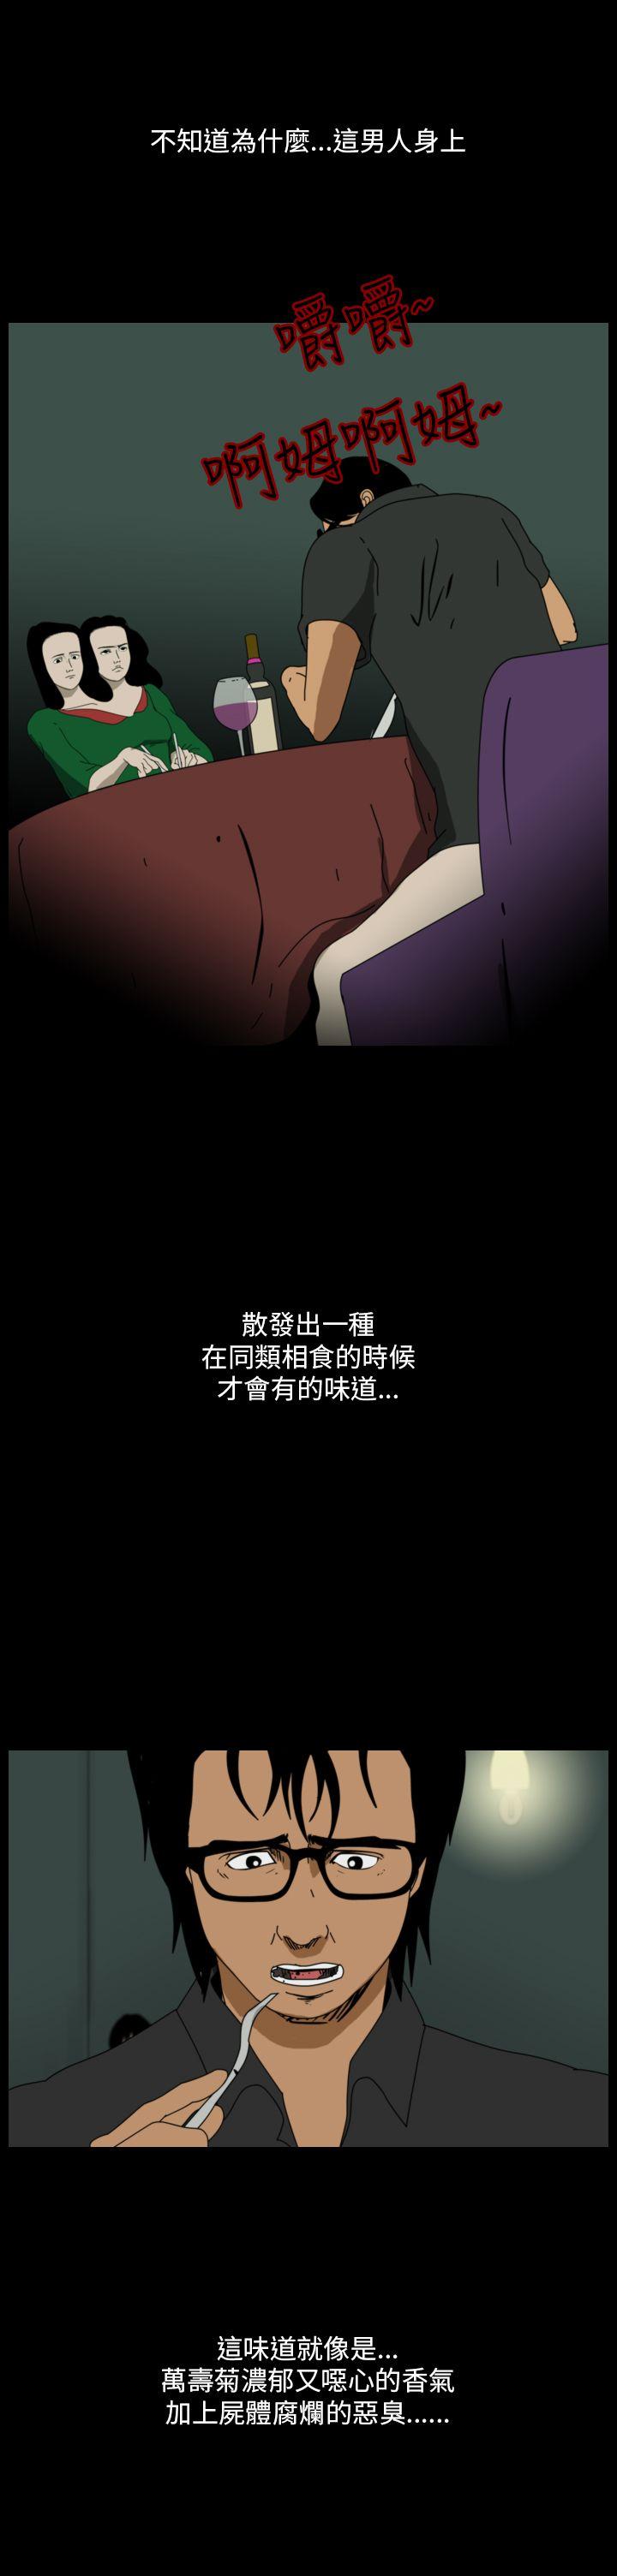 不知道為什麼...這男人身上
嚼嚼~
啊姆啊姆~
散發出一種
在同類相食的時候
才會有的味道...
這味道就像是...
萬壽菊濃郁又噁心的香氣
加上屍體腐爛的惡臭......